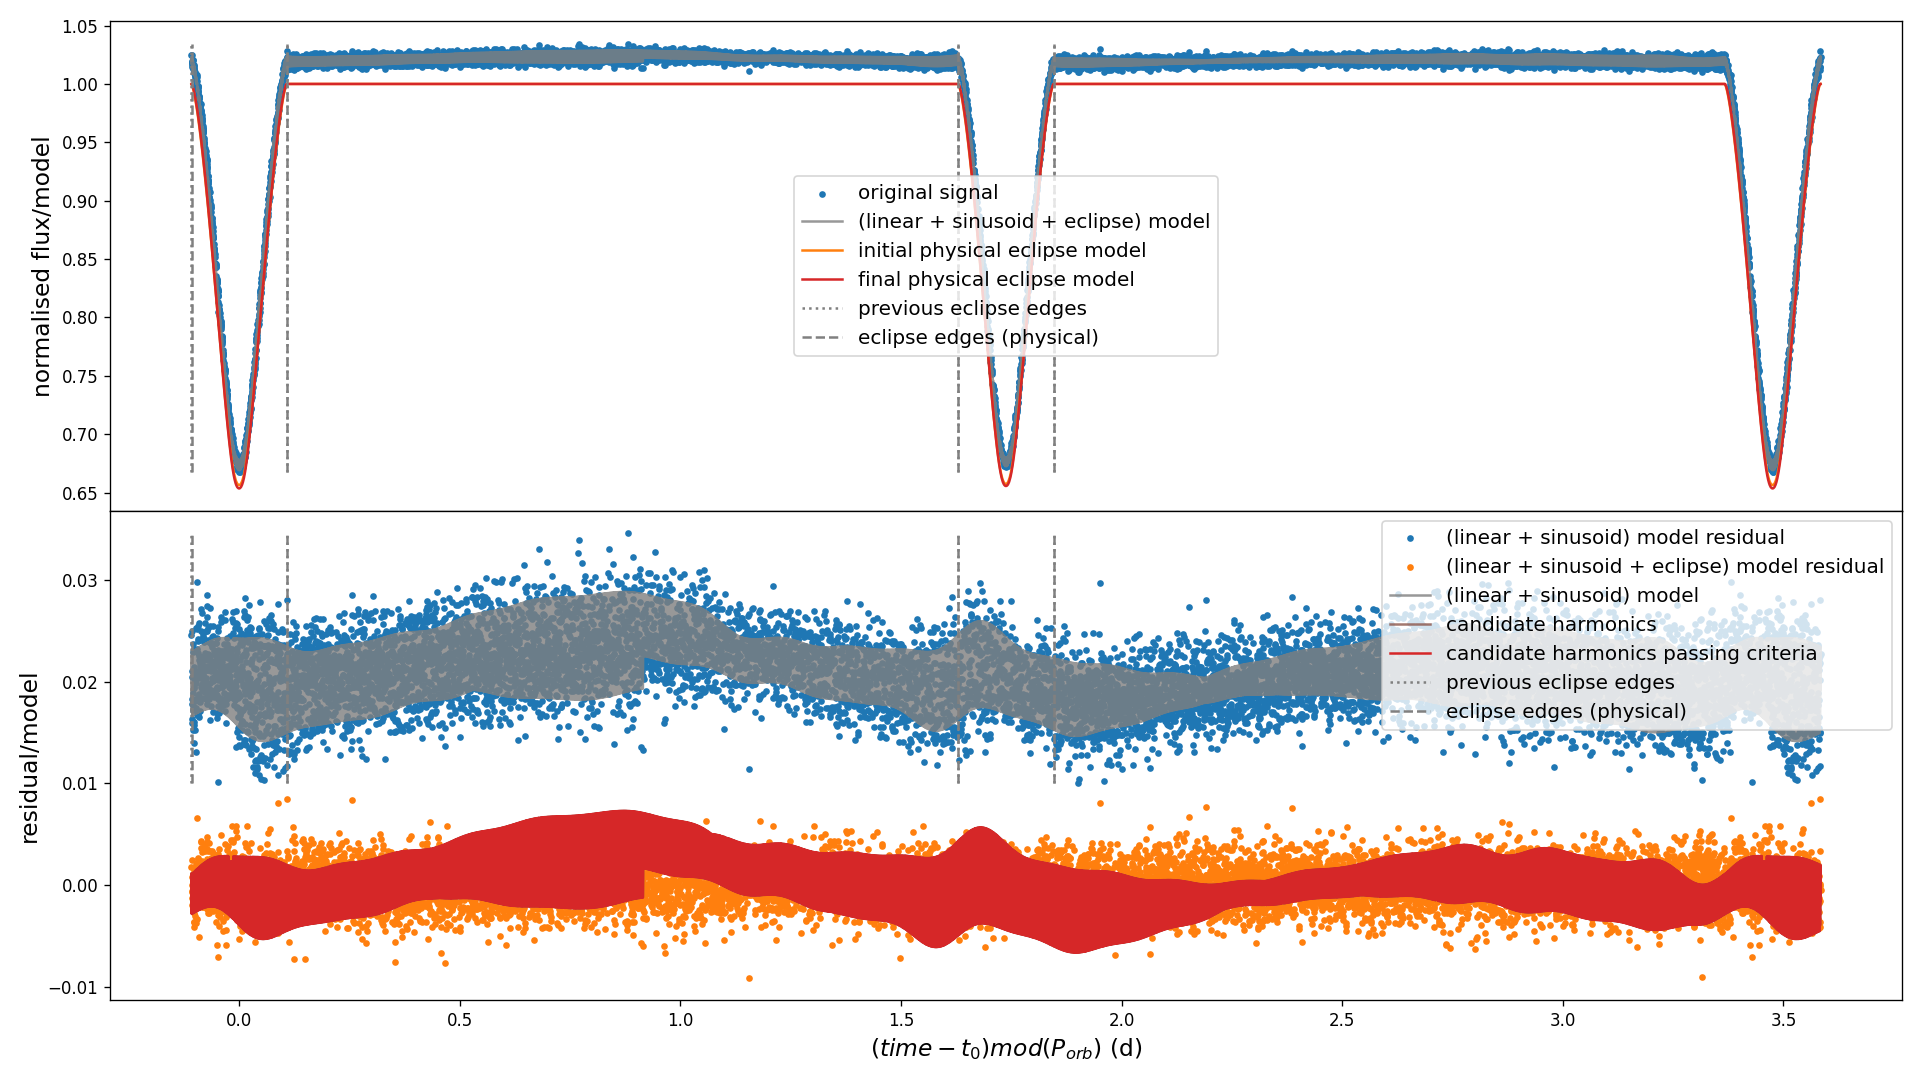 1.05
1.00
0.95
0.90
0.85
0.80
0.75
0.70
0.65
normalised flux/model
original signal
(linear + sinusoid + eclipse) model
initial physical eclipse model
final physical eclipse model
previous eclipse edges
eclipse edges (physical)
0.03
0.02
0.01
0.00
−0.01
residual/model
(linear + sinusoid) model residual
(linear + sinusoid + eclipse) model residual
(linear + sinusoid) model
candidate harmonics
candidate harmonics passing criteria
previous eclipse edges
eclipse edges (physical)
0.0 0.5 1.0 1.5 2.0 2.5 3.0 3.5
(time − t₀)mod(P_orb) (d)